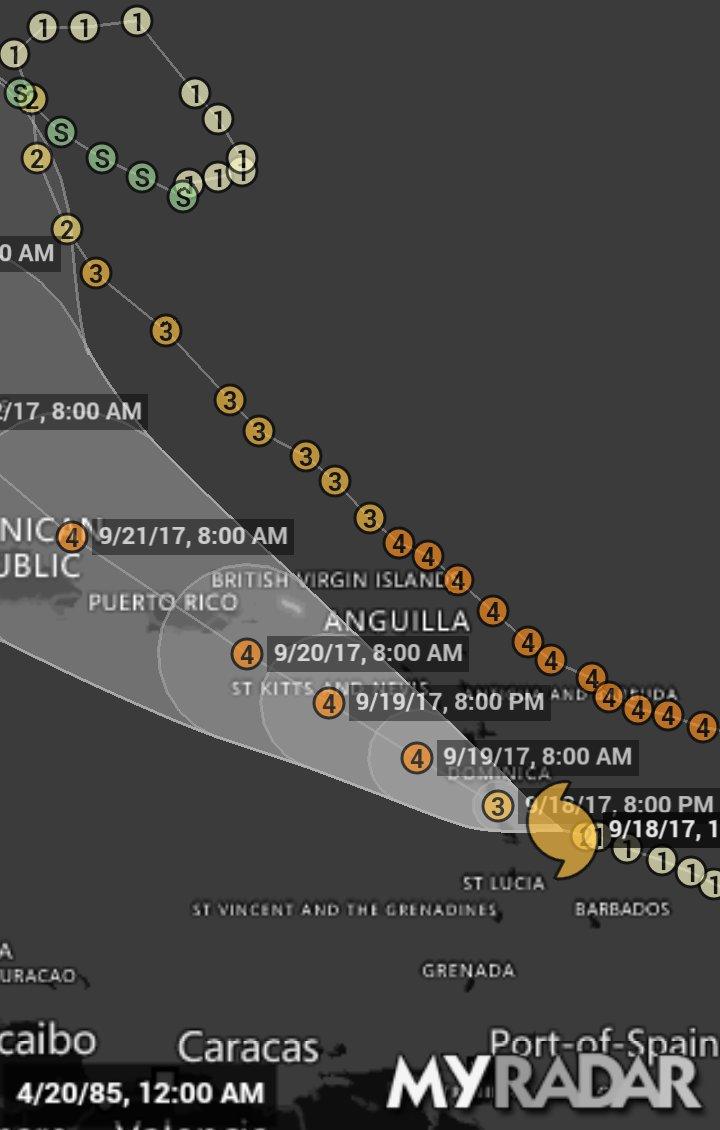 1 1 1
1
1
S 2
1
S
2 S 1
S 1 1 1
S
2
0 AM
3
3
3
2/17, 8:00 AM
3
3
3
3
4
NICAN
4 9/21/17, 8:00 AM
4
UBLIC
BRITISH VIRGIN ISLAND
4
PUERTO RICO
4
ANGUILLA
4
4 9/20/17, 8:00 AM
4
4
ST KITTS AND NEVIS
4
4 9/19/17, 8:00 PM
4
4
4
4 9/19/17, 8:00 AM
DOMINICA
3 9/18/17, 8:00 PM
9/18/17, 1
1
1
1
1
ST LUCIA
ST VINCENT AND THE GRENADINES
BARBADOS
A
URACAO
GRENADA
caibo
Caracas
Port-of-Spain
4/20/85, 12:00 AM
MYRADAR